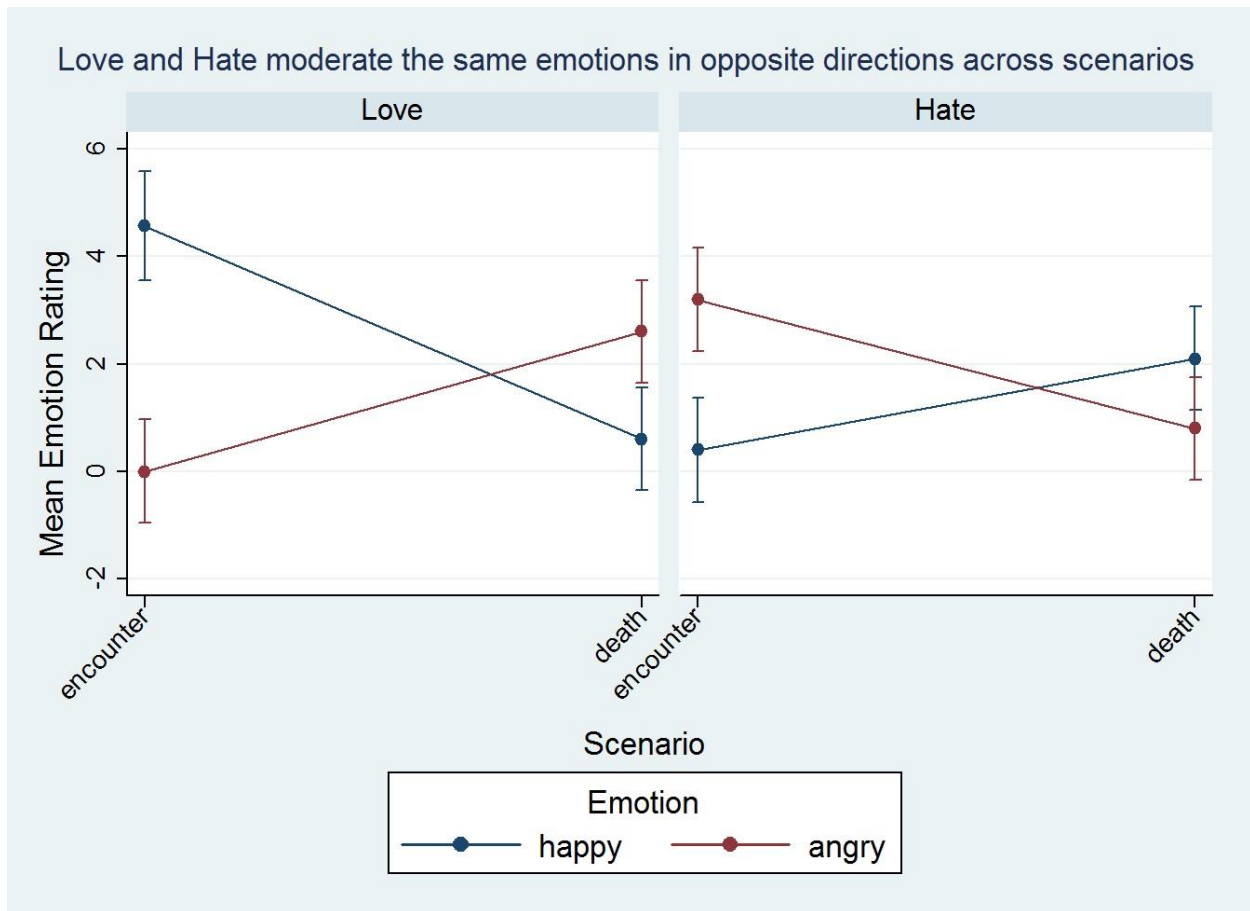 Love and Hate moderate the same emotions in opposite directions across scenarios
Love
Hate
Mean Emotion Rating
6
4
2
0
-2
encounter
death
encounter
death
Scenario
Emotion
happy
angry